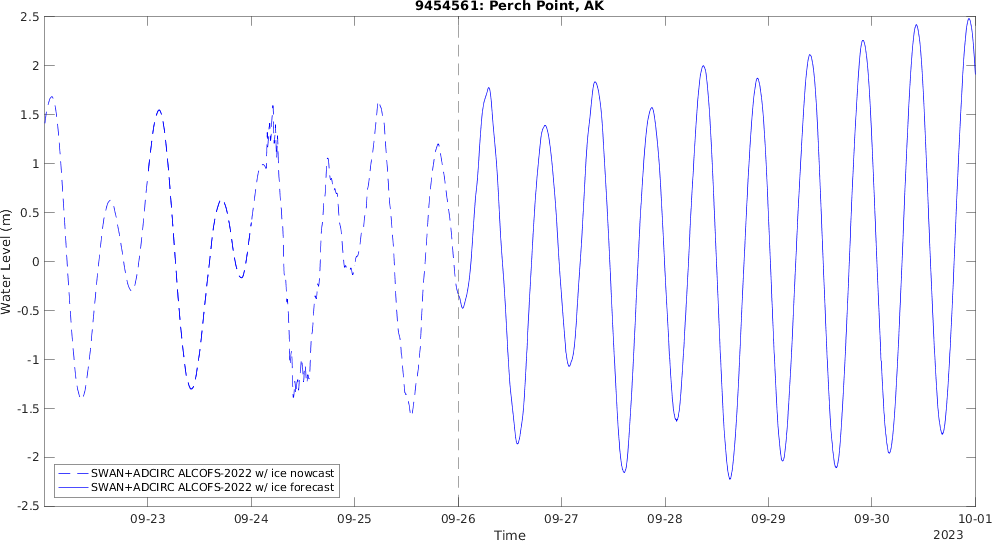 9454561: Perch Point, AK
Water Level (m)
2.5
2
1.5
1
0.5
0
-0.5
-1
-1.5
-2
-2.5
SWAN+ADCIRC ALCOFS-2022 w/ ice nowcast
SWAN+ADCIRC ALCOFS-2022 w/ ice forecast
09-23 09-24 09-25 09-26 09-27 09-28 09-29 09-30 10-01
Time
2023